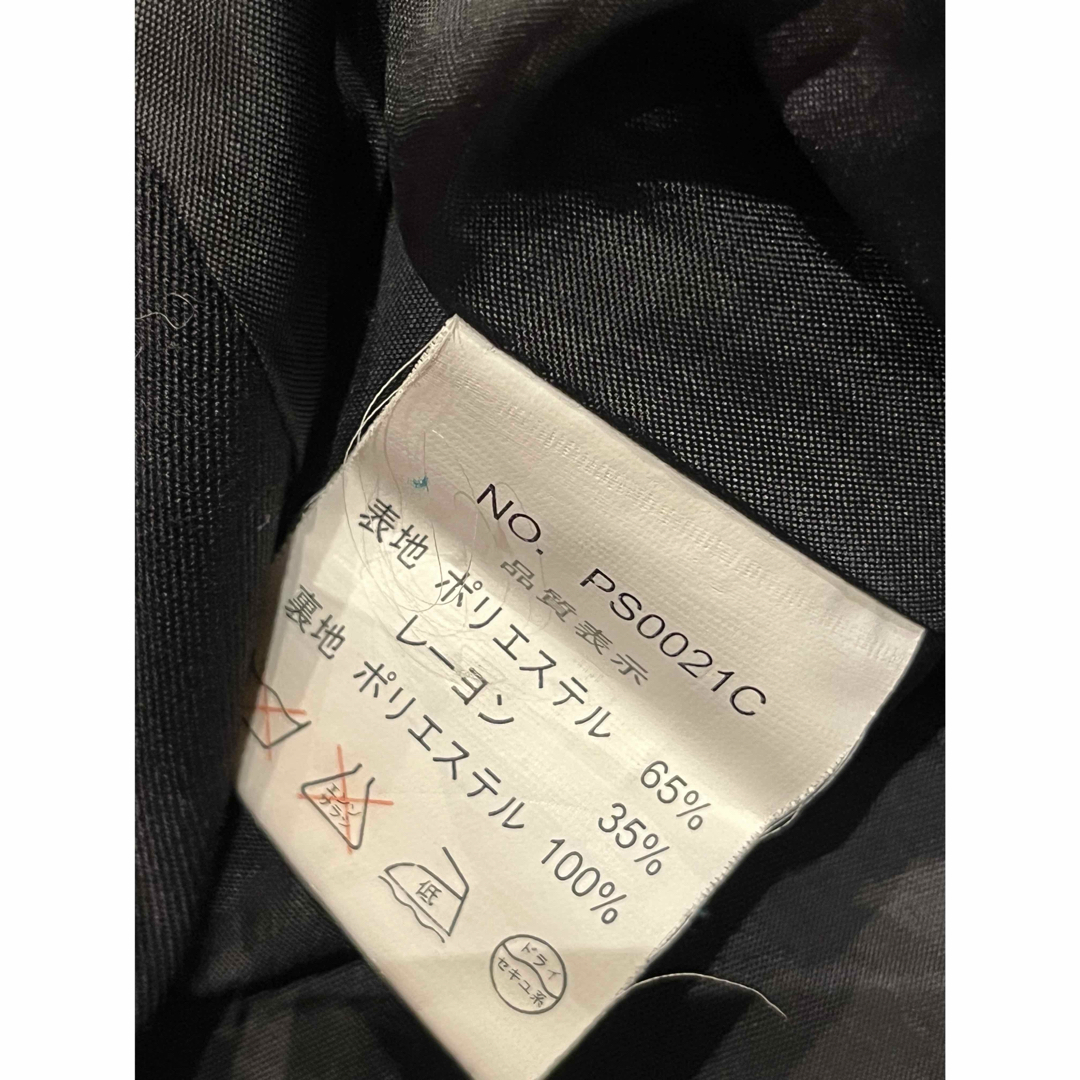 NO. PS0021C
品質表示
表地 ポリエステル 65%
レーヨン 35%
裏地 ポリエステル 100%
エンソ
サラシ
低
ドライ
セキユ系